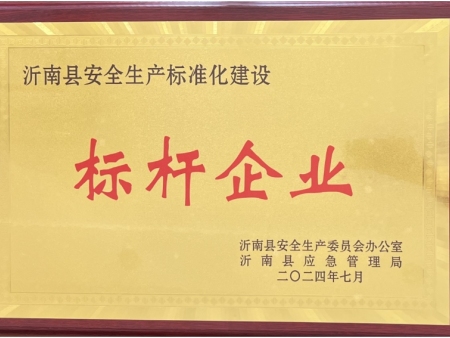 沂南县安全生产标准化建设
标杆企业
沂南县安全生产委员会办公室
沂南县应急管理局
二〇二四年七月